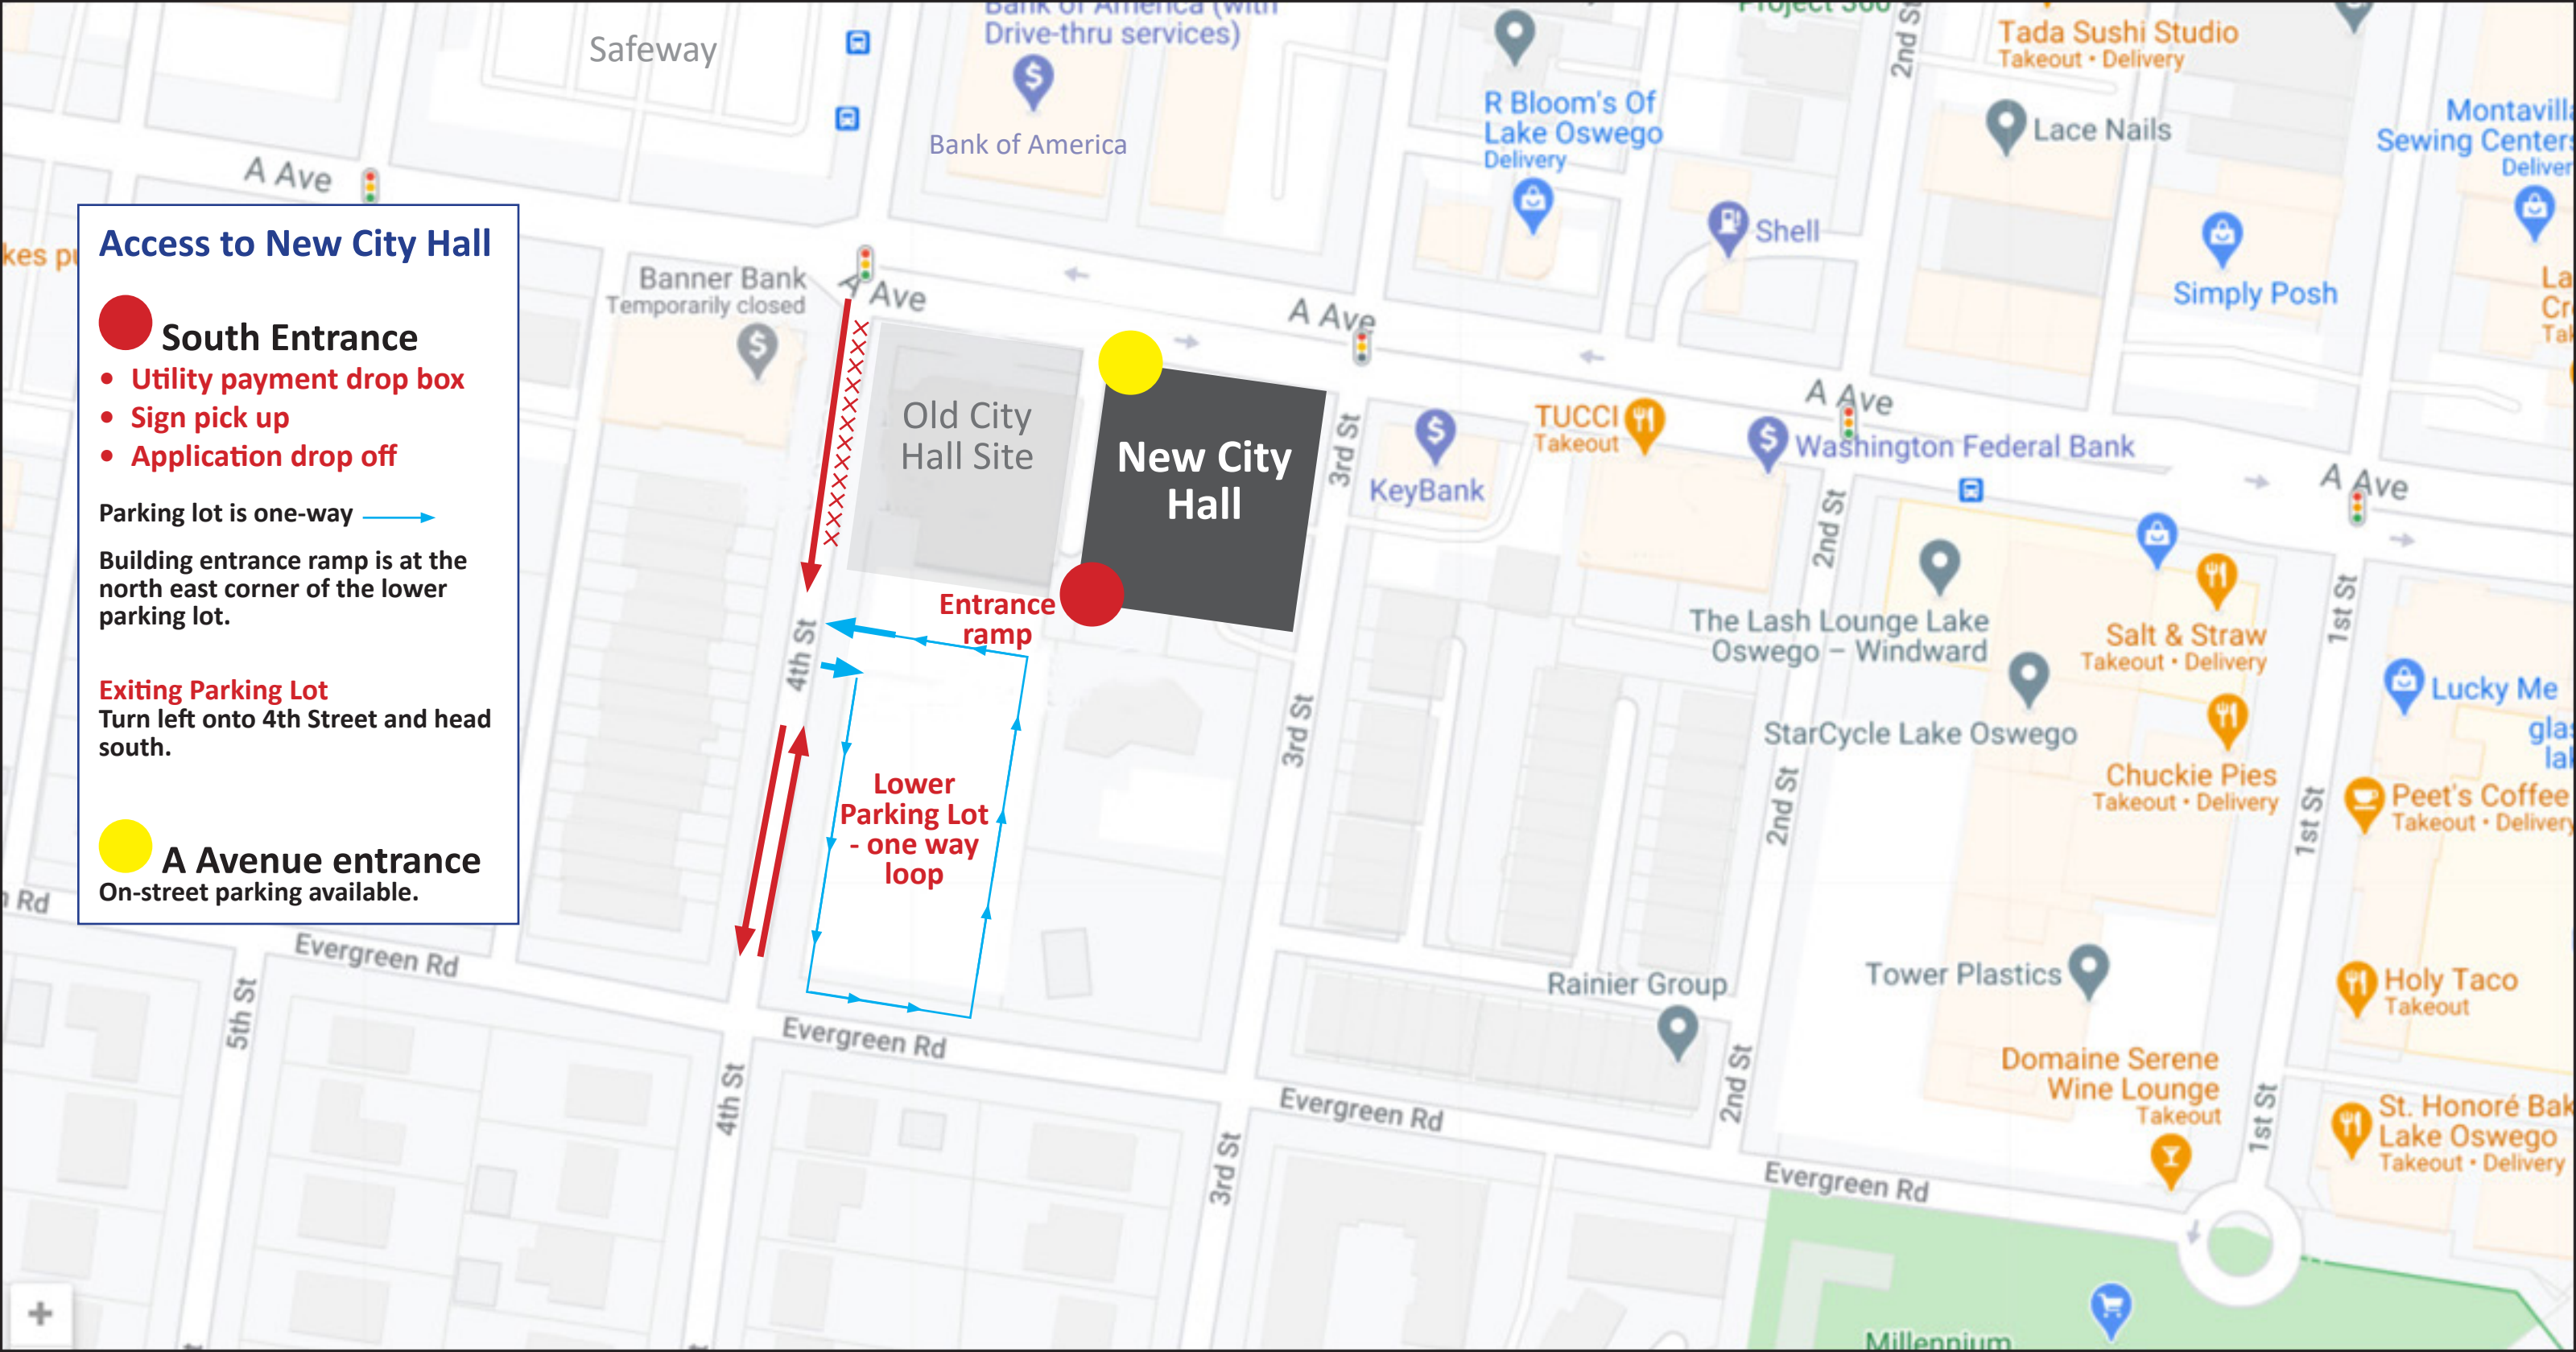 Access to New City Hall
South Entrance
• Utility payment drop box
• Sign pick up
• Application drop off
Parking lot is one-way
Building entrance ramp is at the
north east corner of the lower
parking lot.
Exiting Parking Lot
Turn left onto 4th Street and head
south.
A Avenue entrance
On-street parking available.
Safeway
Bank of America (with
Drive-thru services)
Bank of America
R Bloom's Of
Lake Oswego
Delivery
2nd St
Tada Sushi Studio
Takeout • Delivery
Lace Nails
Sewing
Shell
Simply Posh
A Ave
Banner Bank
Temporarily closed
A Ave
A Ave
A Ave
A Ave
Old City
Hall Site
New City
Hall
3rd St
KeyBank
TUCCI
Takeout
Washington Federal Bank
2nd St
Entrance
ramp
4th St
The Lash Lounge Lake
Oswego – Windward
StarCycle Lake Oswego
Salt & Straw
Takeout • Delivery
1st St
Lucky Me
3rd St
2nd St
Chuckie Pies
Takeout • Delivery
1st St
Peet's Coffee
Takeout • Delivery
Lower
Parking Lot
- one way
loop
Rd
Evergreen Rd
5th St
4th St
Evergreen Rd
Rainier Group
Tower Plastics
Holy Taco
Takeout
Domaine Serene
Wine Lounge
Takeout
2nd St
1st St
St. Honoré
Lake Oswego
Takeout • Delivery
3rd St
Evergreen Rd
Evergreen Rd
Millennium